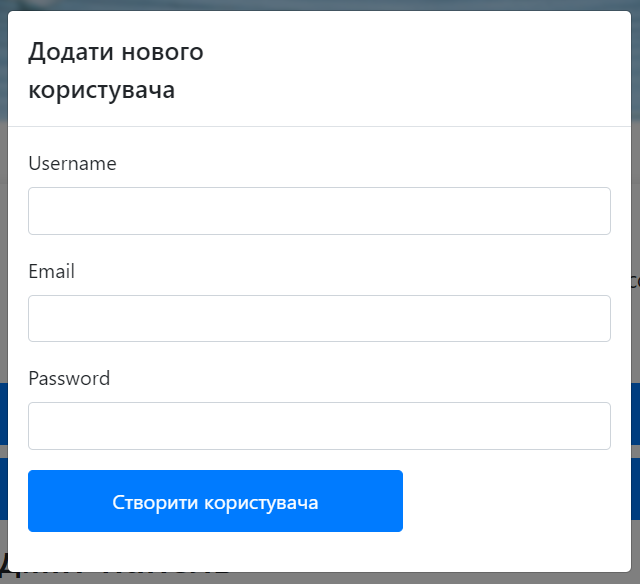 Додати нового
користувача
Username
Email
Password
Створити користувача